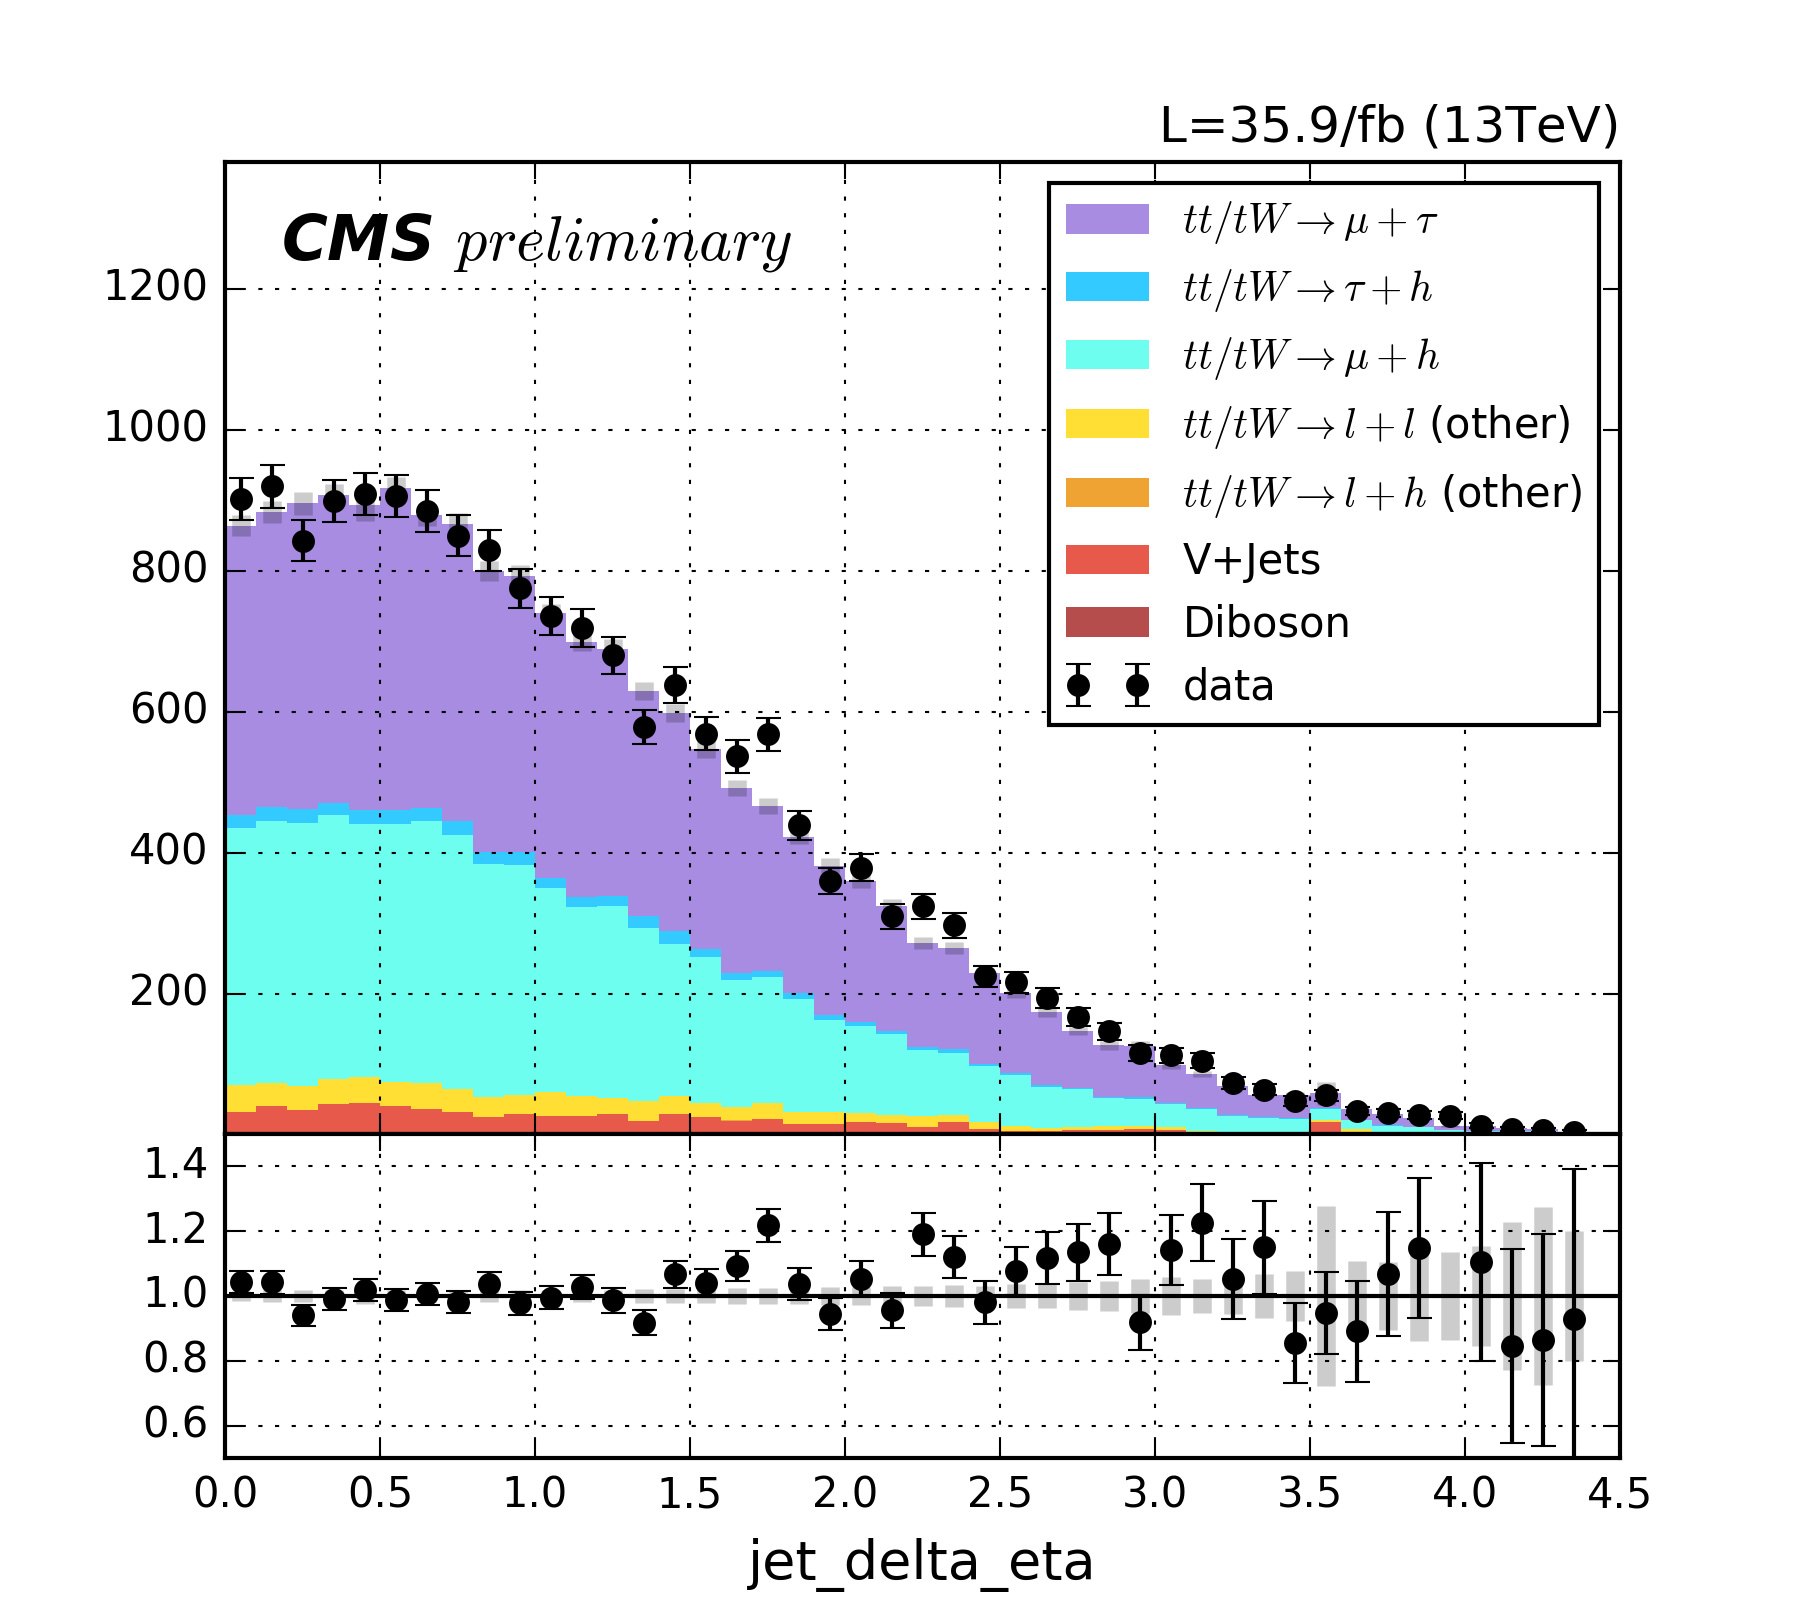 L=35.9/fb (13TeV)
CMS preliminary
tt/tW→μ+τ
tt/tW→τ+h
tt/tW→μ+h
tt/tW→l+l (other)
tt/tW→l+h (other)
V+Jets
Diboson
data
1200
1000
800
600
400
200
1.4
1.2
1.0
0.8
0.6
0.0 0.5 1.0 1.5 2.0 2.5 3.0 3.5 4.0 4.5
jet_delta_eta